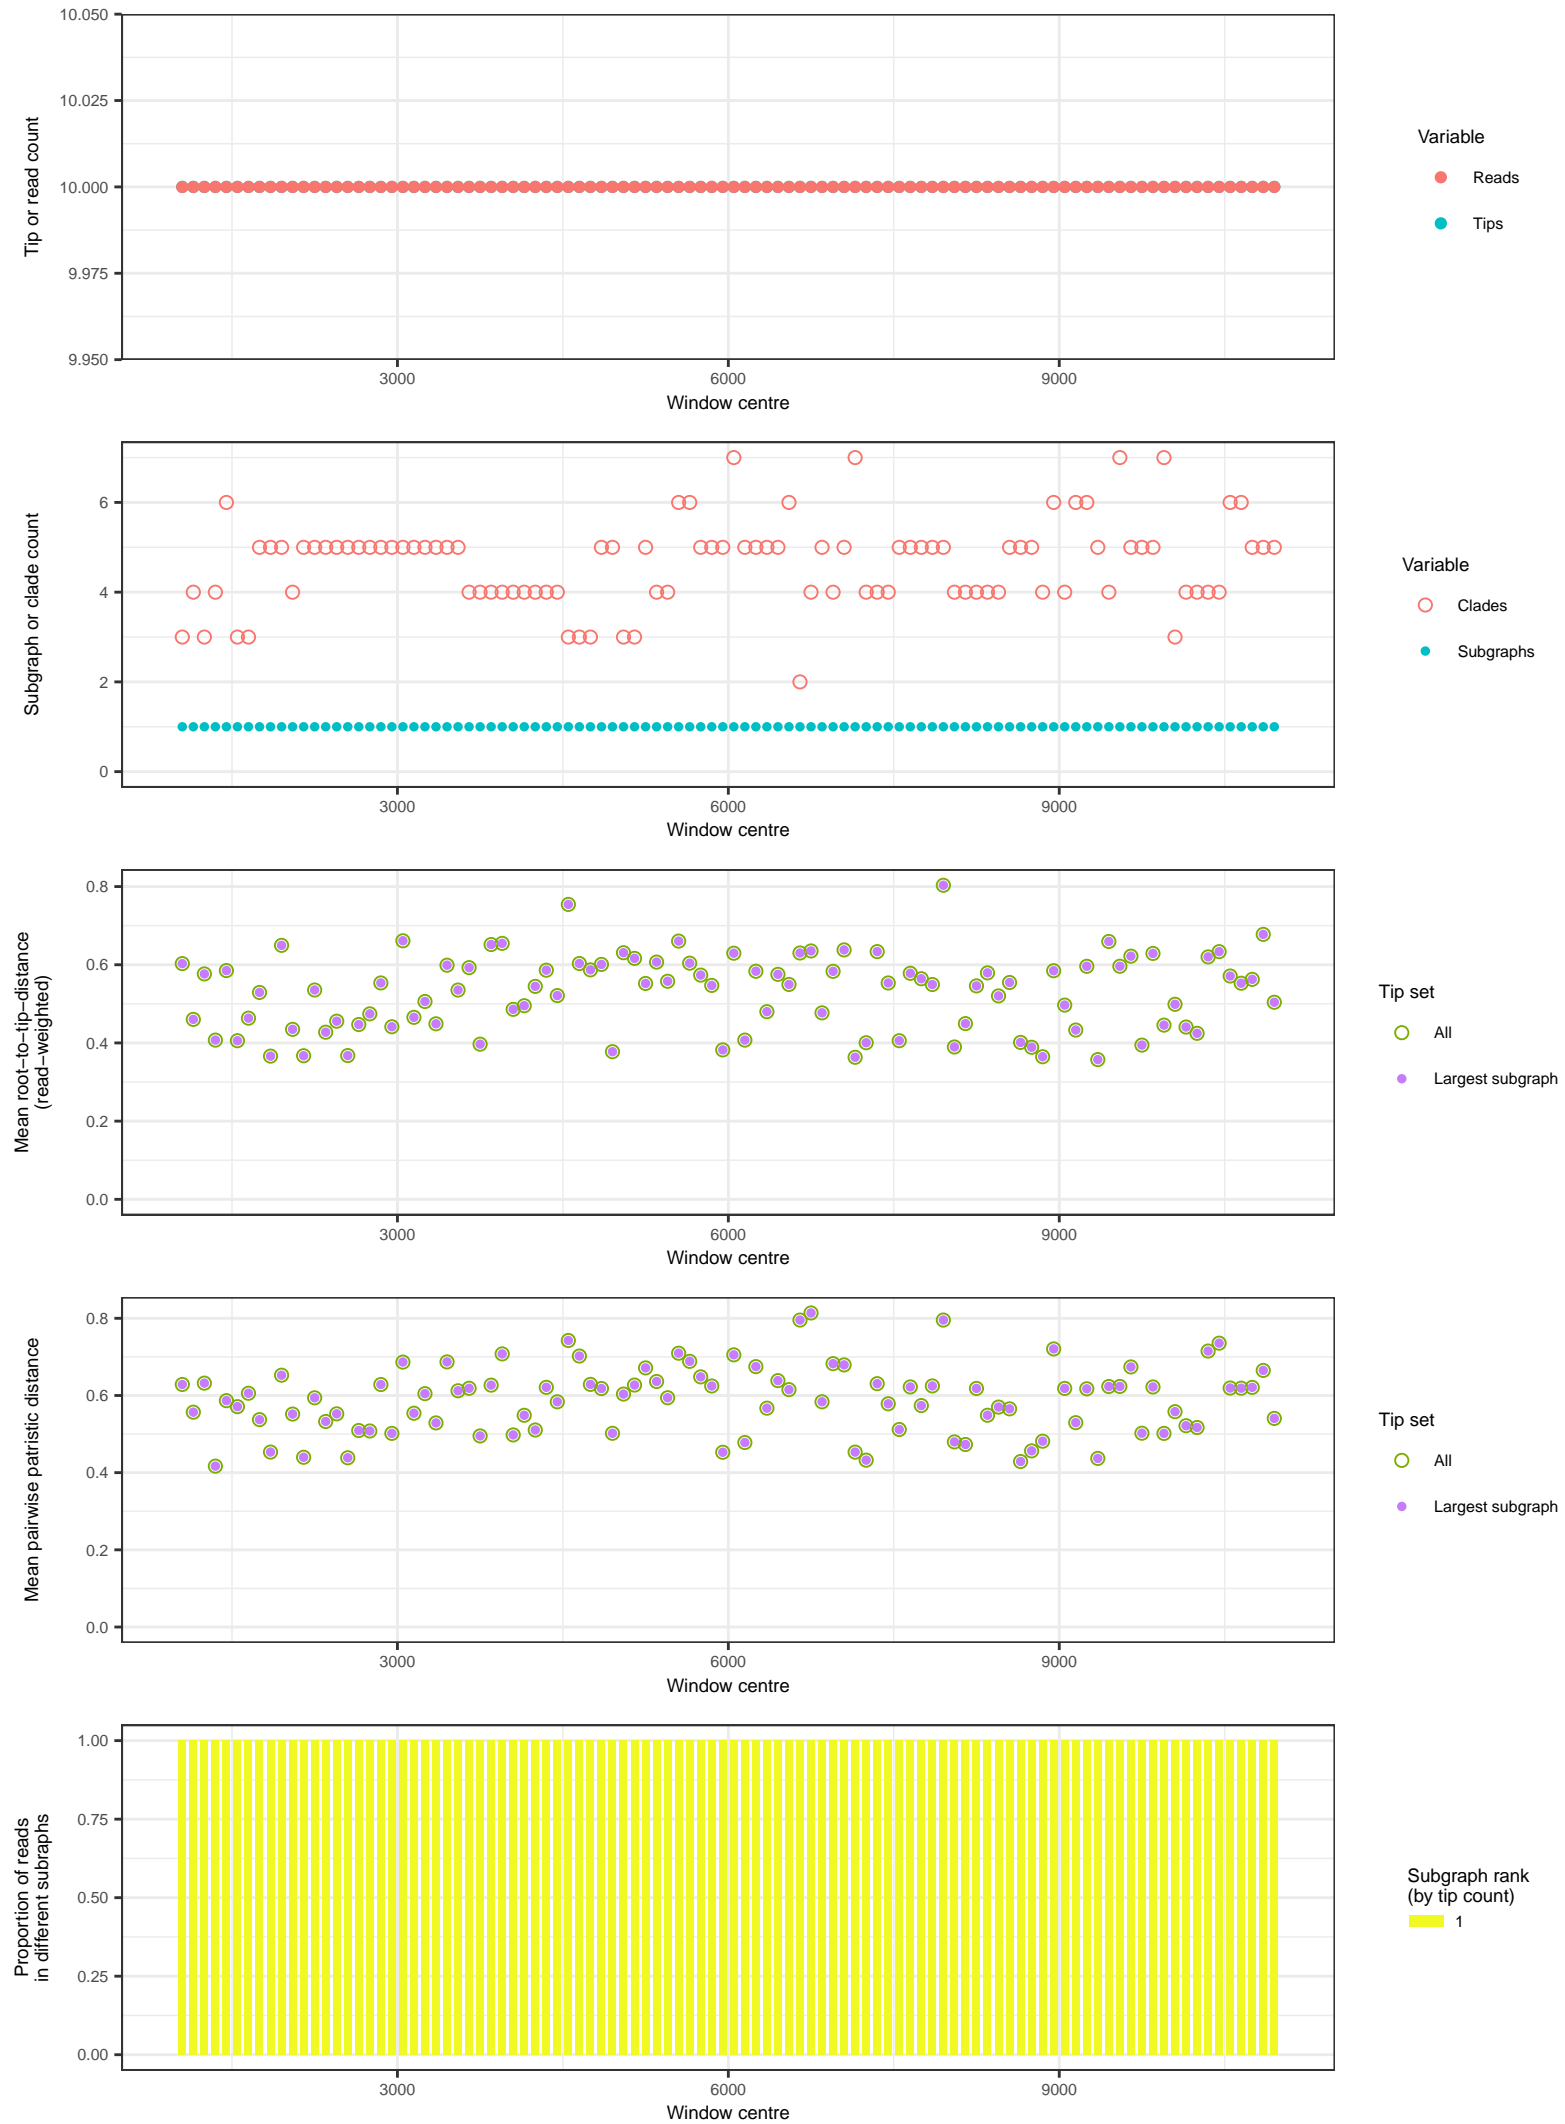 10.050
10.025
10.000
9.975
9.950
Tip or read count
3000
6000
9000
Window centre
Variable
Reads
Tips
6
4
2
0
Subgraph or clade count
3000
6000
9000
Window centre
Variable
Clades
Subgraphs
0.8
0.6
0.4
0.2
0.0
Mean root−to−tip−distance
(read−weighted)
3000
6000
9000
Window centre
Tip set
All
Largest subgraph
0.8
0.6
0.4
0.2
0.0
Mean pairwise patristic distance
3000
6000
9000
Window centre
Tip set
All
Largest subgraph
1.00
0.75
0.50
0.25
0.00
Proportion of reads
in different subraphs
3000
6000
9000
Window centre
Subgraph rank
(by tip count)
1